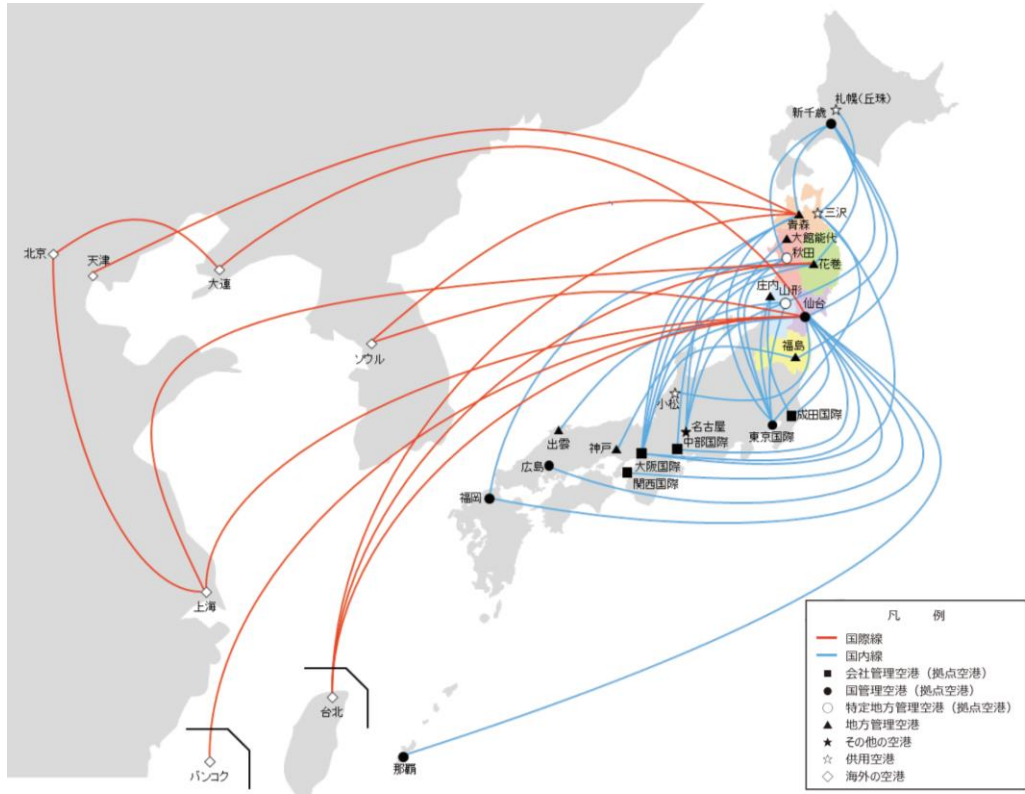 札幌(丘珠)
新千歳
三沢
青森
大館能代
秋田
花巻
庄内
山形
仙台
福島
北京
天津
大連
ソウル
小松
成田国際
東京国際
名古屋
中部国際
出雲
神戸
大阪国際
広島
関西国際
福岡
上海
台北
バンコク
那覇
凡 例
国際線
国内線
会社管理空港（拠点空港）
国管理空港（拠点空港）
特定地方管理空港（拠点空港）
地方管理空港
その他の空港
供用空港
海外の空港